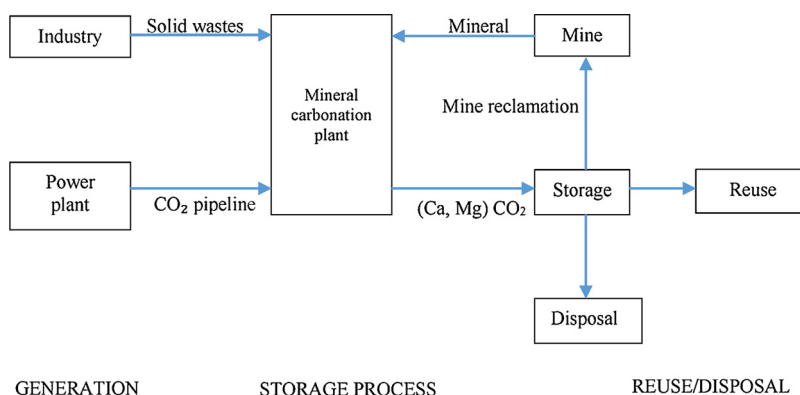 Industry
Solid wastes
Mineral
Mine
Mineral
carbonation
plant
Mine reclamation
Power
plant
CO₂ pipeline
(Ca, Mg) CO₂
Storage
Reuse
Disposal
GENERATION
STORAGE PROCESS
REUSE/DISPOSAL